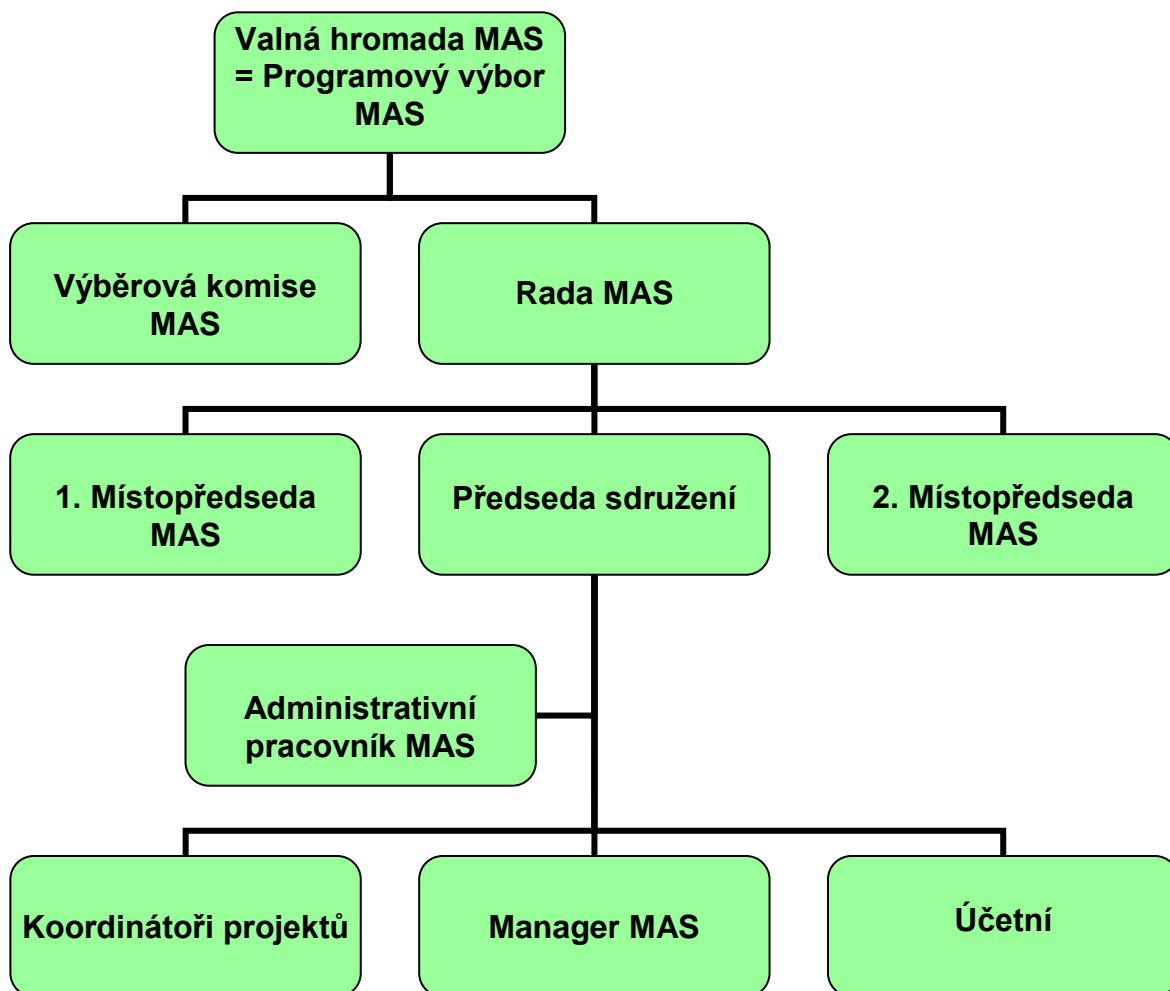 Valná hromada MAS
= Programový výbor
MAS
Výběrová komise
MAS
Rada MAS
1. Místopředseda
MAS
Předseda sdružení
2. Místopředseda
MAS
Administrativní
pracovník MAS
Koordinátoři projektů
Manager MAS
Účetní